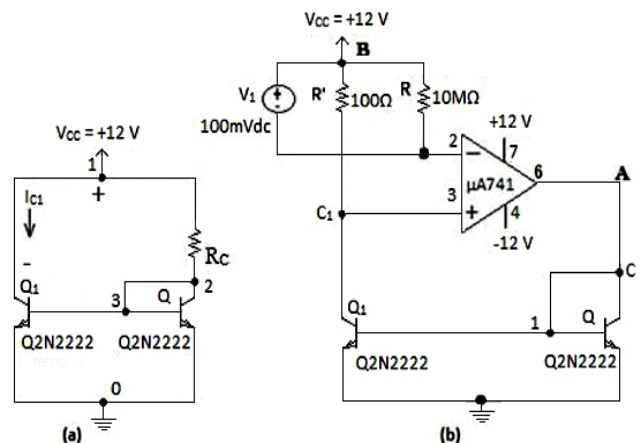 Vcc = +12 V
1
+
Ic1
-
Rc
2
Q1
3
Q
Q2N2222
Q2N2222
0
(a)
Vcc = +12 V
B
V1
+
-
100mVdc
R'
100Ω
R
10MΩ
+12 V
2
-
7
6
A
μA741
3
+
4
-12 V
C1
C
Q1
1
Q
Q2N2222
Q2N2222
(b)